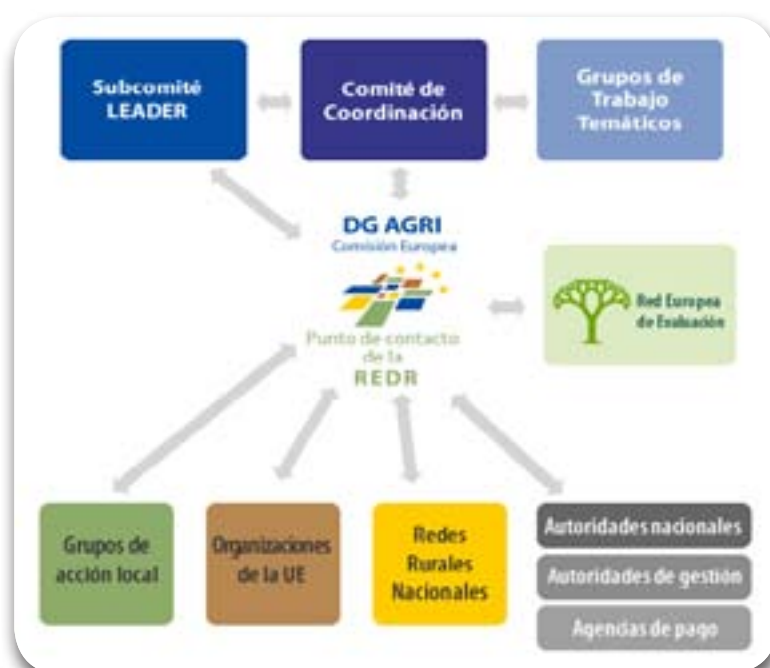 Subcomité
LEADER
Comité de
Coordinación
Grupos de
Trabajo
Temáticos
DG AGRI
Comisión Europea
Punto de contacto
de la
REDR
Red Europea
de Evaluación
Grupos de
acción local
Organizaciones
de la UE
Redes
Rurales
Nacionales
Autoridades nacionales
Autoridades de gestión
Agencias de pago